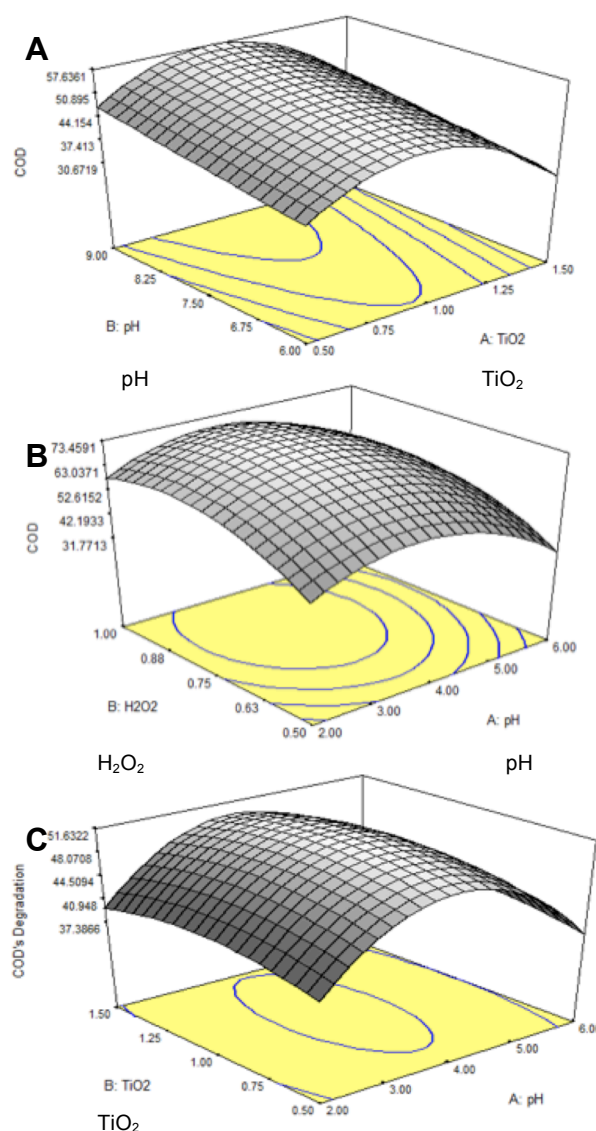 A
57.6361
50.895
44.154
37.413
30.6719
COD
9.00
8.25
7.50
6.75
6.00
B: pH
0.50
0.75
1.00
1.25
1.50
A: TiO2
pH
TiO₂
B
73.4591
63.0371
52.6152
42.1933
31.7713
COD
1.00
0.88
0.75
0.63
0.50
B: H2O2
2.00
3.00
4.00
5.00
6.00
A: pH
H₂O₂
pH
C
51.6322
48.0708
44.5094
40.948
37.3866
COD's Degradation
1.50
1.25
1.00
0.75
0.50
B: TiO2
2.00
3.00
4.00
5.00
6.00
A: pH
TiO₂